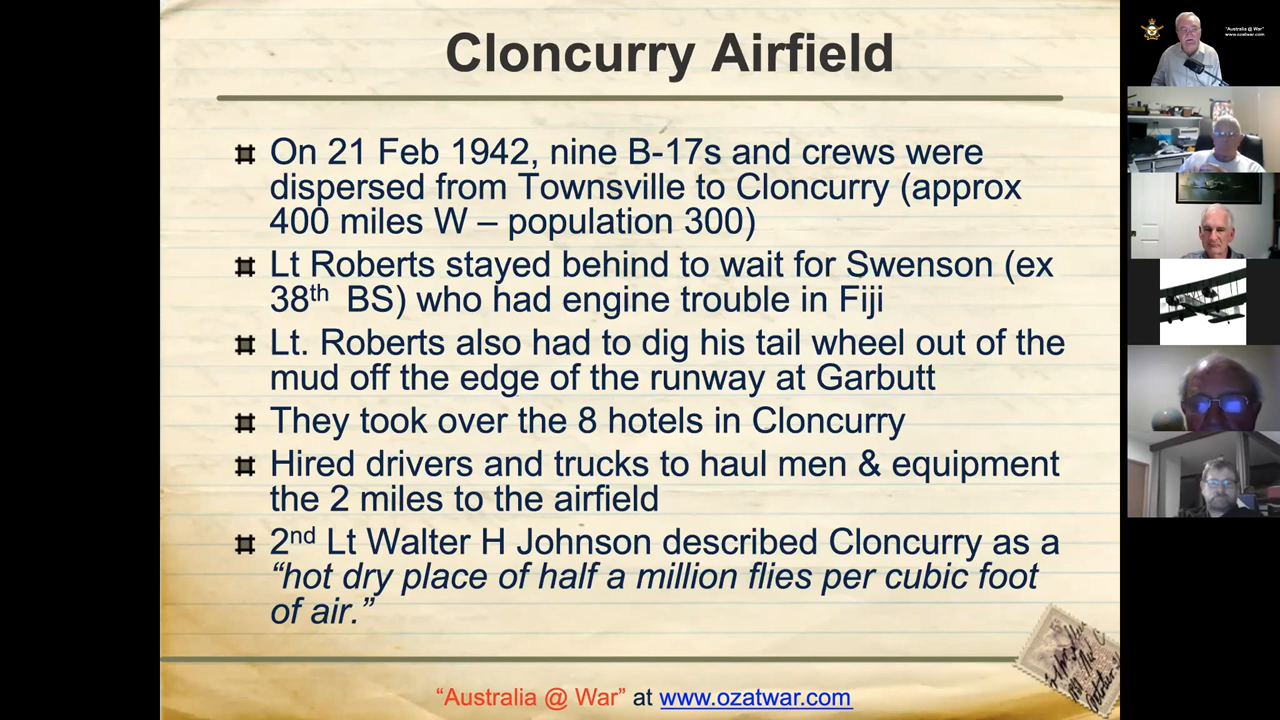 Cloncurry Airfield
On 21 Feb 1942, nine B-17s and crews were
dispersed from Townsville to Cloncurry (approx
400 miles W – population 300)
Lt Roberts stayed behind to wait for Swenson (ex
38th BS) who had engine trouble in Fiji
Lt. Roberts also had to dig his tail wheel out of the
mud off the edge of the runway at Garbutt
They took over the 8 hotels in Cloncurry
Hired drivers and trucks to haul men & equipment
the 2 miles to the airfield
2nd Lt Walter H Johnson described Cloncurry as a
“hot dry place of half a million flies per cubic foot
of air.”
“Australia @ War” at www.ozatwar.com
"Australia @ War"
www.ozatwar.com